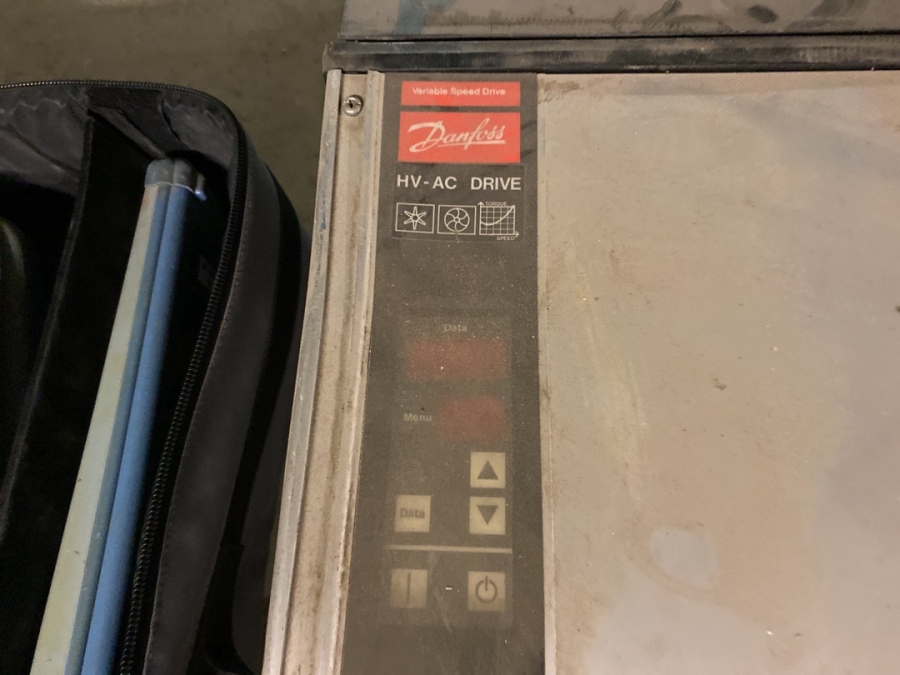 Variable Speed Drive
Danfoss
HV-AC DRIVE
TORQUE
SPEED
Data
Menu
Data